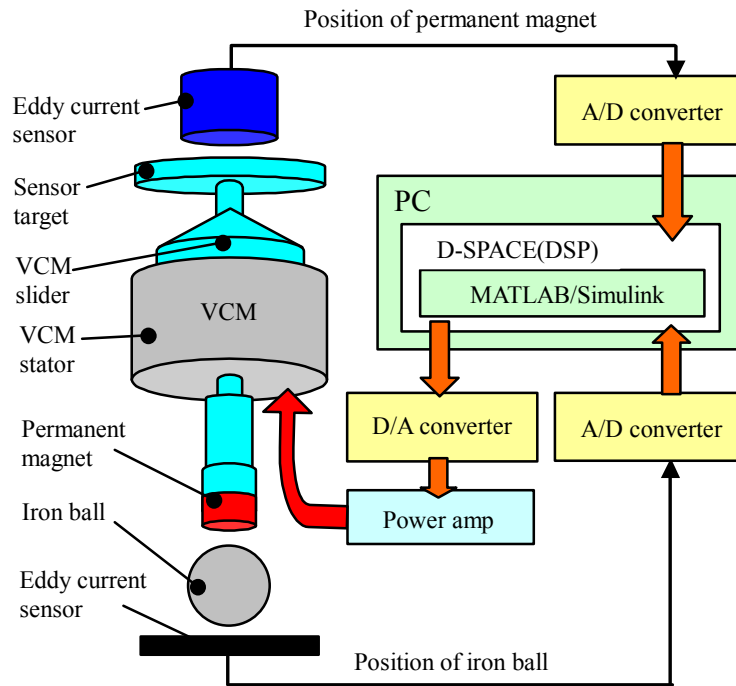 Position of permanent magnet
Eddy current
sensor
A/D converter
Sensor
target
PC
D-SPACE(DSP)
MATLAB/Simulink
VCM
slider
VCM
VCM
stator
D/A converter
A/D converter
Permanent
magnet
Power amp
Iron ball
Eddy current
sensor
Position of iron ball